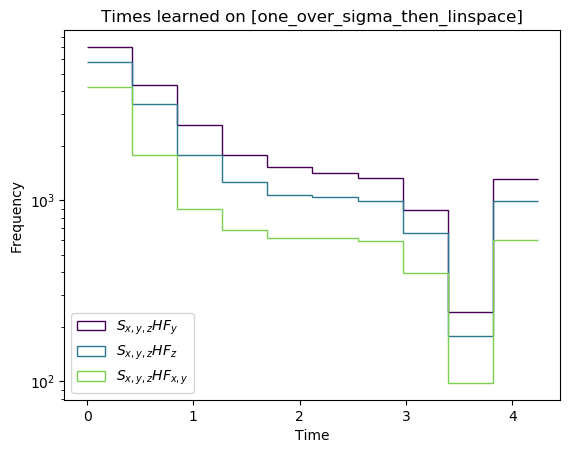 Times learned on [one_over_sigma_then_linspace]
Frequency
10³
10²
S_{x, y, z}HF_y
S_{x, y, z}HF_z
S_{x, y, z}HF_{x, y}
0 1 2 3 4
Time